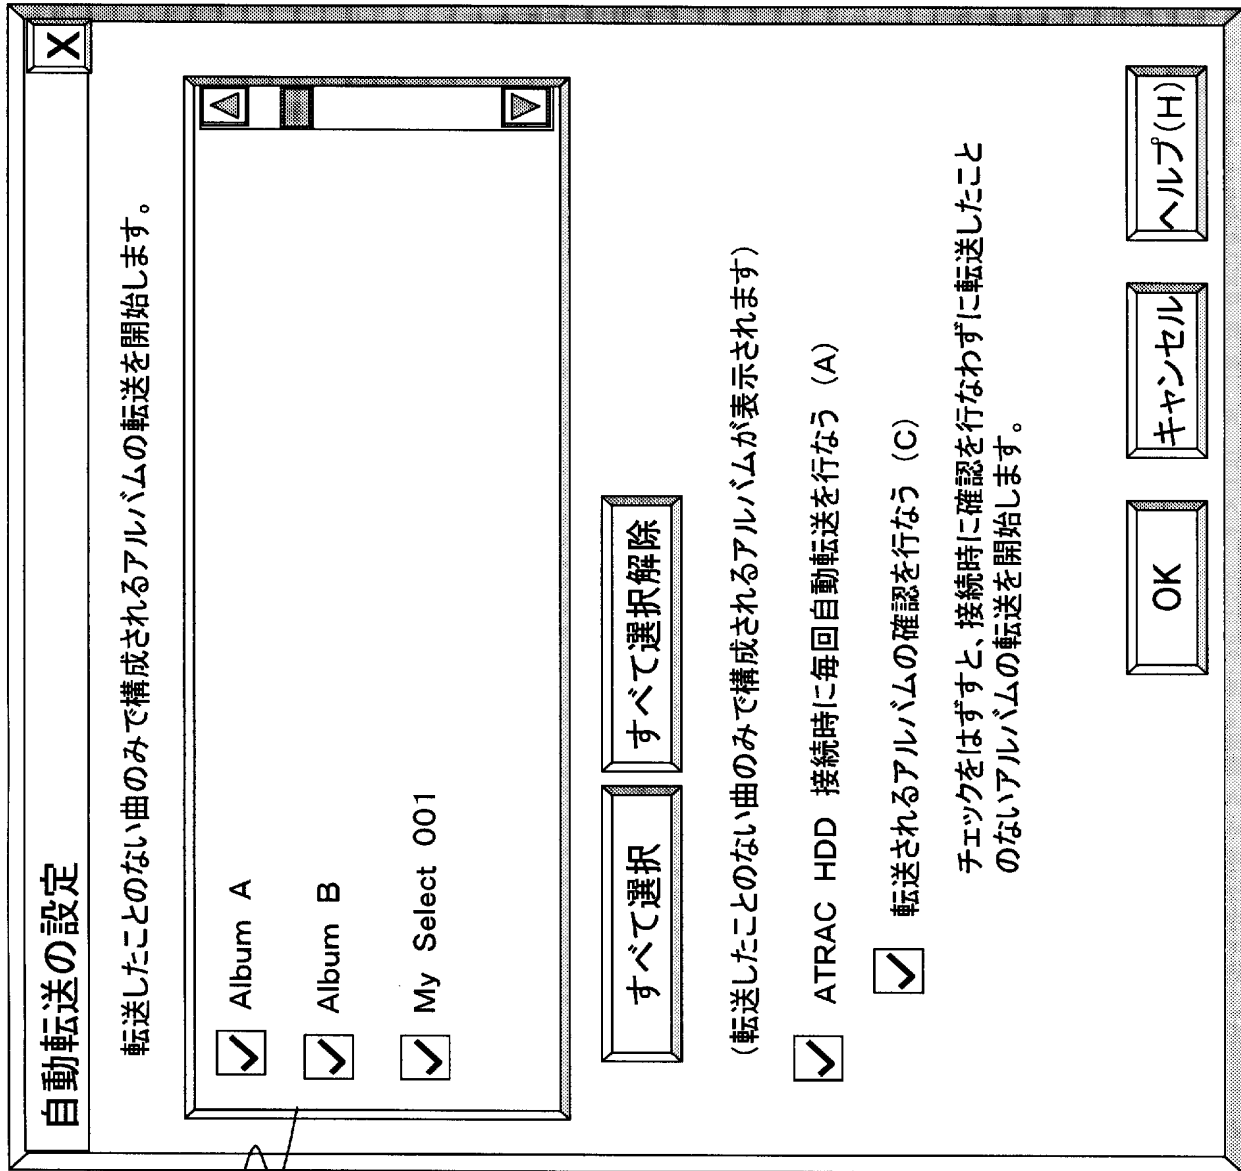 自動転送の設定
X
転送したことのない曲のみで構成されるアルバムの転送を開始します。
Album A
Album B
My Select 001
すべて選択
すべて選択解除
(転送したことのない曲のみで構成されるアルバムが表示されます)
ATRAC HDD 接続時に毎回自動転送を行なう (A)
転送されるアルバムの確認を行なう (C)
チェックをはずすと、接続時に確認を行なわずに転送したこと
のないアルバムの転送を開始します。
OK
キャンセル
ヘルプ(H)